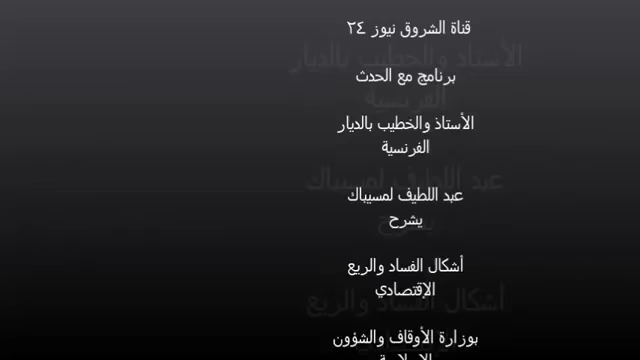 قناة الشروق نيوز ٢٤
برنامج مع الحدث
الأستاذ والخطيب بالديار
الفرنسية
عبد اللطيف لمسيباك
يشرح
أشكال الفساد والريع
الإقتصادي
بوزارة الأوقاف والشؤون